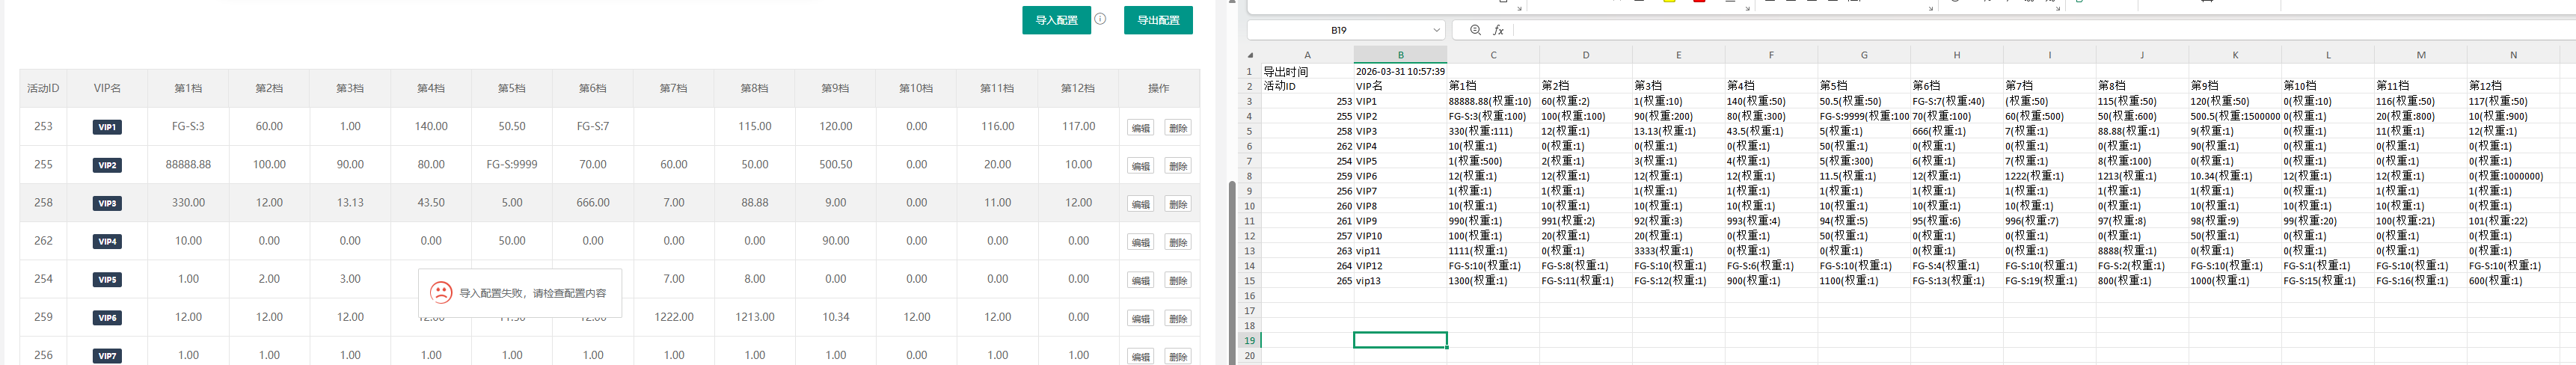 导入配置 导出配置
活动ID VIP名 第1档 第2档 第3档 第4档 第5档 第6档 第7档 第8档 第9档 第10档 第11档 第12档 操作
253 VIP1 FG-S:3 60.00 1.00 140.00 50.50 FG-S:7 115.00 120.00 0.00 116.00 117.00 编辑 删除
255 VIP2 88888.88 100.00 90.00 80.00 FG-S:9999 70.00 60.00 50.00 500.50 0.00 20.00 10.00 编辑 删除
258 VIP3 330.00 12.00 13.13 43.50 5.00 666.00 7.00 88.88 9.00 0.00 11.00 12.00 编辑 删除
262 VIP4 10.00 0.00 0.00 0.00 50.00 0.00 0.00 0.00 90.00 0.00 0.00 0.00 编辑 删除
254 VIP5 1.00 2.00 3.00 7.00 8.00 0.00 0.00 0.00 0.00 编辑 删除
导入配置失败，请检查配置内容
259 VIP6 12.00 12.00 12.00 12.00 11.50 12.00 1222.00 1213.00 10.34 12.00 12.00 0.00 编辑 删除
256 VIP7 1.00 1.00 1.00 1.00 1.00 1.00 1.00 1.00 1.00 0.00 1.00 1.00 编辑 删除
B19 fx
A B C D E F G H I J K L M N
1 导出时间 2026-03-31 10:57:39
2 活动ID VIP名 第1档 第2档 第3档 第4档 第5档 第6档 第7档 第8档 第9档 第10档 第11档 第12档
3 253 VIP1 88888.88(权重:10) 60(权重:2) 1(权重:10) 140(权重:50) 50.5(权重:50) FG-S:7(权重:40) (权重:50) 115(权重:50) 120(权重:50) 0(权重:10) 116(权重:50) 117(权重:50)
4 255 VIP2 FG-S:3(权重:100) 100(权重:100) 90(权重:200) 80(权重:300) FG-S:9999(权重:100 70(权重:100) 60(权重:500) 50(权重:600) 500.5(权重:1500000 0(权重:1) 20(权重:800) 10(权重:900)
5 258 VIP3 330(权重:111) 12(权重:1) 13.13(权重:1) 43.5(权重:1) 5(权重:1) 666(权重:1) 7(权重:1) 88.88(权重:1) 9(权重:1) 0(权重:1) 11(权重:1) 12(权重:1)
6 262 VIP4 10(权重:1) 0(权重:1) 0(权重:1) 0(权重:1) 50(权重:1) 0(权重:1) 0(权重:1) 0(权重:1) 90(权重:1) 0(权重:1) 0(权重:1) 0(权重:1)
7 254 VIP5 1(权重:500) 2(权重:1) 3(权重:1) 4(权重:1) 5(权重:300) 6(权重:1) 7(权重:1) 8(权重:100) 0(权重:1) 0(权重:1) 0(权重:1) 0(权重:1)
8 259 VIP6 12(权重:1) 12(权重:1) 12(权重:1) 12(权重:1) 11.5(权重:1) 12(权重:1) 1222(权重:1) 1213(权重:1) 10.34(权重:1) 12(权重:1) 12(权重:1) 0(权重:1000000)
9 256 VIP7 1(权重:1) 1(权重:1) 1(权重:1) 1(权重:1) 1(权重:1) 1(权重:1) 1(权重:1) 1(权重:1) 1(权重:1) 0(权重:1) 1(权重:1) 1(权重:1)
10 260 VIP8 10(权重:1) 10(权重:1) 10(权重:1) 10(权重:1) 10(权重:1) 10(权重:1) 10(权重:1) 0(权重:1) 10(权重:1) 10(权重:1) 10(权重:1) 0(权重:1)
11 261 VIP9 990(权重:1) 991(权重:2) 92(权重:3) 993(权重:4) 94(权重:5) 95(权重:6) 996(权重:7) 97(权重:8) 98(权重:9) 99(权重:20) 100(权重:21) 101(权重:22)
12 257 VIP10 100(权重:1) 20(权重:1) 20(权重:1) 0(权重:1) 50(权重:1) 0(权重:1) 0(权重:1) 0(权重:1) 50(权重:1) 0(权重:1) 0(权重:1) 0(权重:1)
13 263 vip11 1111(权重:1) 0(权重:1) 3333(权重:1) 0(权重:1) 0(权重:1) 0(权重:1) 0(权重:1) 8888(权重:1) 0(权重:1) 0(权重:1) 0(权重:1) 0(权重:1)
14 264 VIP12 FG-S:10(权重:1) FG-S:8(权重:1) FG-S:10(权重:1) FG-S:6(权重:1) FG-S:10(权重:1) FG-S:4(权重:1) FG-S:10(权重:1) FG-S:2(权重:1) FG-S:10(权重:1) FG-S:1(权重:1) FG-S:10(权重:1) FG-S:10(权重:1)
15 265 vip13 1300(权重:1) FG-S:11(权重:1) FG-S:12(权重:1) 900(权重:1) 1100(权重:1) FG-S:13(权重:1) FG-S:19(权重:1) 800(权重:1) 1000(权重:1) FG-S:15(权重:1) FG-S:16(权重:1) 600(权重:1)
16
17
18
19
20